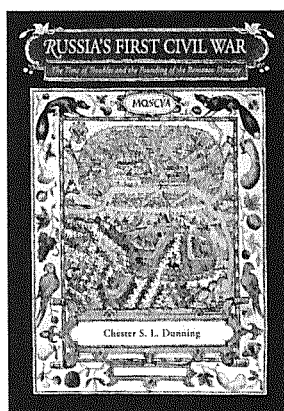 RUSSIA'S FIRST CIVIL WAR
The Time of Troubles and the Founding of the Romanov Dynasty
MOSCVA
Chester S. L. Dunning